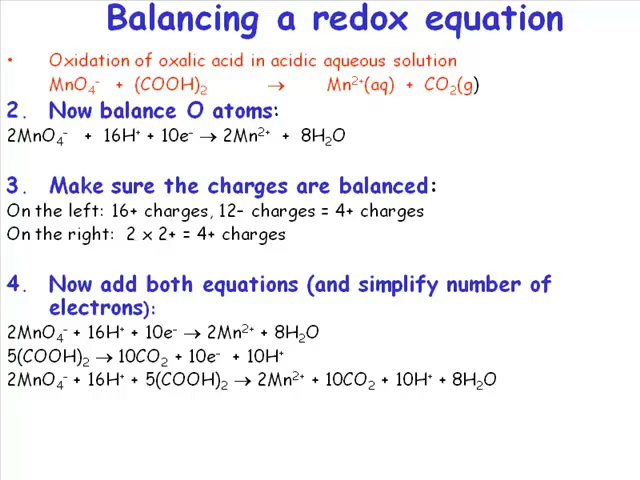 Balancing a redox equation
• Oxidation of oxalic acid in acidic aqueous solution
MnO₄⁻ + (COOH)₂ → Mn²⁺(aq) + CO₂(g)
2. Now balance O atoms:
2MnO₄⁻ + 16H⁺ + 10e⁻ → 2Mn²⁺ + 8H₂O
3. Make sure the charges are balanced:
On the left: 16+ charges, 12– charges = 4+ charges
On the right: 2 x 2+ = 4+ charges
4. Now add both equations (and simplify number of
electrons):
2MnO₄⁻ + 16H⁺ + 10e⁻ → 2Mn²⁺ + 8H₂O
5(COOH)₂ → 10CO₂ + 10e⁻ + 10H⁺
2MnO₄⁻ + 16H⁺ + 5(COOH)₂ → 2Mn²⁺ + 10CO₂ + 10H⁺ + 8H₂O